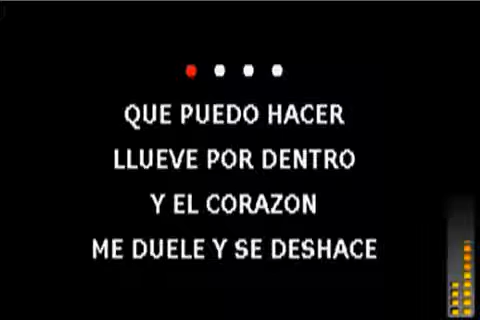 QUE PUEDO HACER
LLUEVE POR DENTRO
Y EL CORAZON
ME DUELE Y SE DESHACE